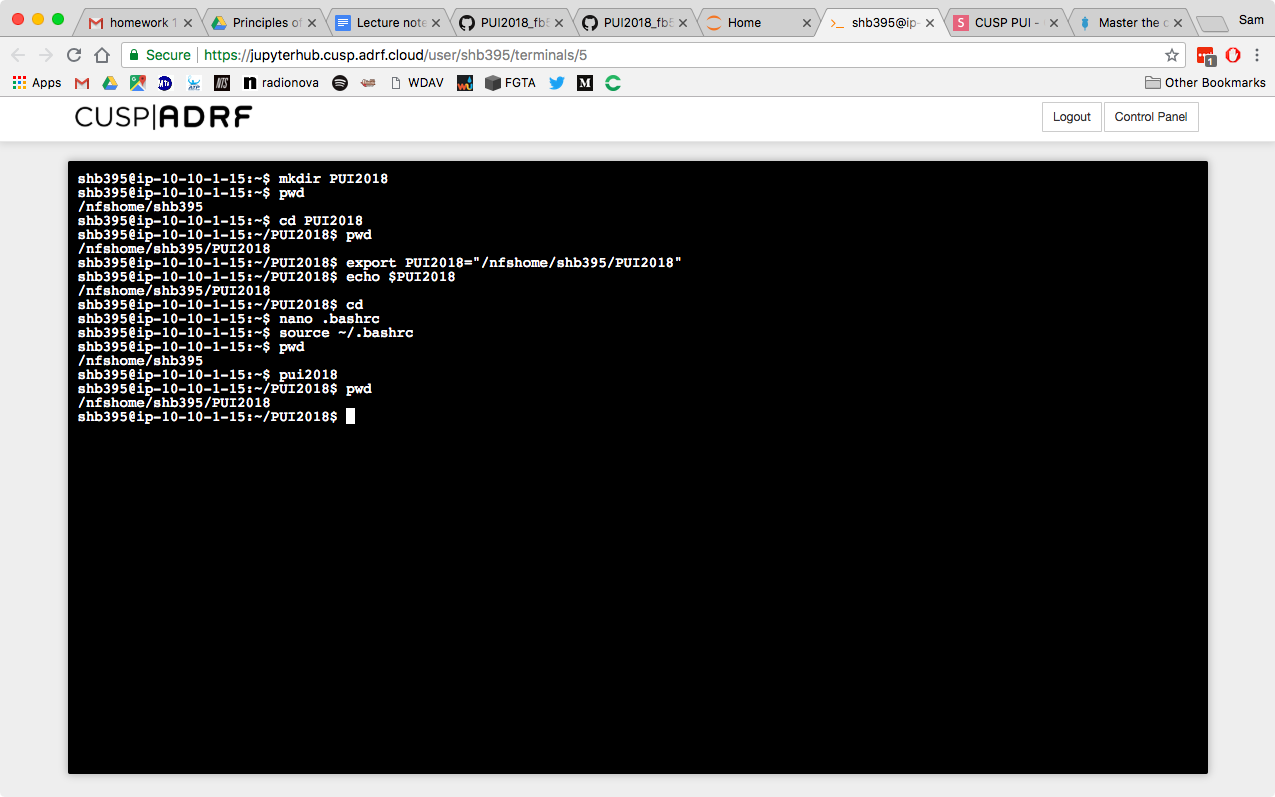 homework 1
Principles of
Lecture note
PUI2018_fb5
PUI2018_fb5
Home
shb395@ip-
CUSP PUI -
Master the c
Sam
Secure
https://jupyterhub.cusp.adrf.cloud/user/shb395/terminals/5
1
Apps
MTV
ATP
NTS
n radionova
WDAV
wu
FGTA
M
Other Bookmarks
CUSP|ADRF
Logout
Control Panel
shb395@ip-10-10-1-15:~$ mkdir PUI2018
shb395@ip-10-10-1-15:~$ pwd
/nfshome/shb395
shb395@ip-10-10-1-15:~$ cd PUI2018
shb395@ip-10-10-1-15:~/PUI2018$ pwd
/nfshome/shb395/PUI2018
shb395@ip-10-10-1-15:~/PUI2018$ export PUI2018="/nfshome/shb395/PUI2018"
shb395@ip-10-10-1-15:~/PUI2018$ echo $PUI2018
/nfshome/shb395/PUI2018
shb395@ip-10-10-1-15:~/PUI2018$ cd
shb395@ip-10-10-1-15:~$ nano .bashrc
shb395@ip-10-10-1-15:~$ source ~/.bashrc
shb395@ip-10-10-1-15:~$ pwd
/nfshome/shb395
shb395@ip-10-10-1-15:~$ pui2018
shb395@ip-10-10-1-15:~/PUI2018$ pwd
/nfshome/shb395/PUI2018
shb395@ip-10-10-1-15:~/PUI2018$